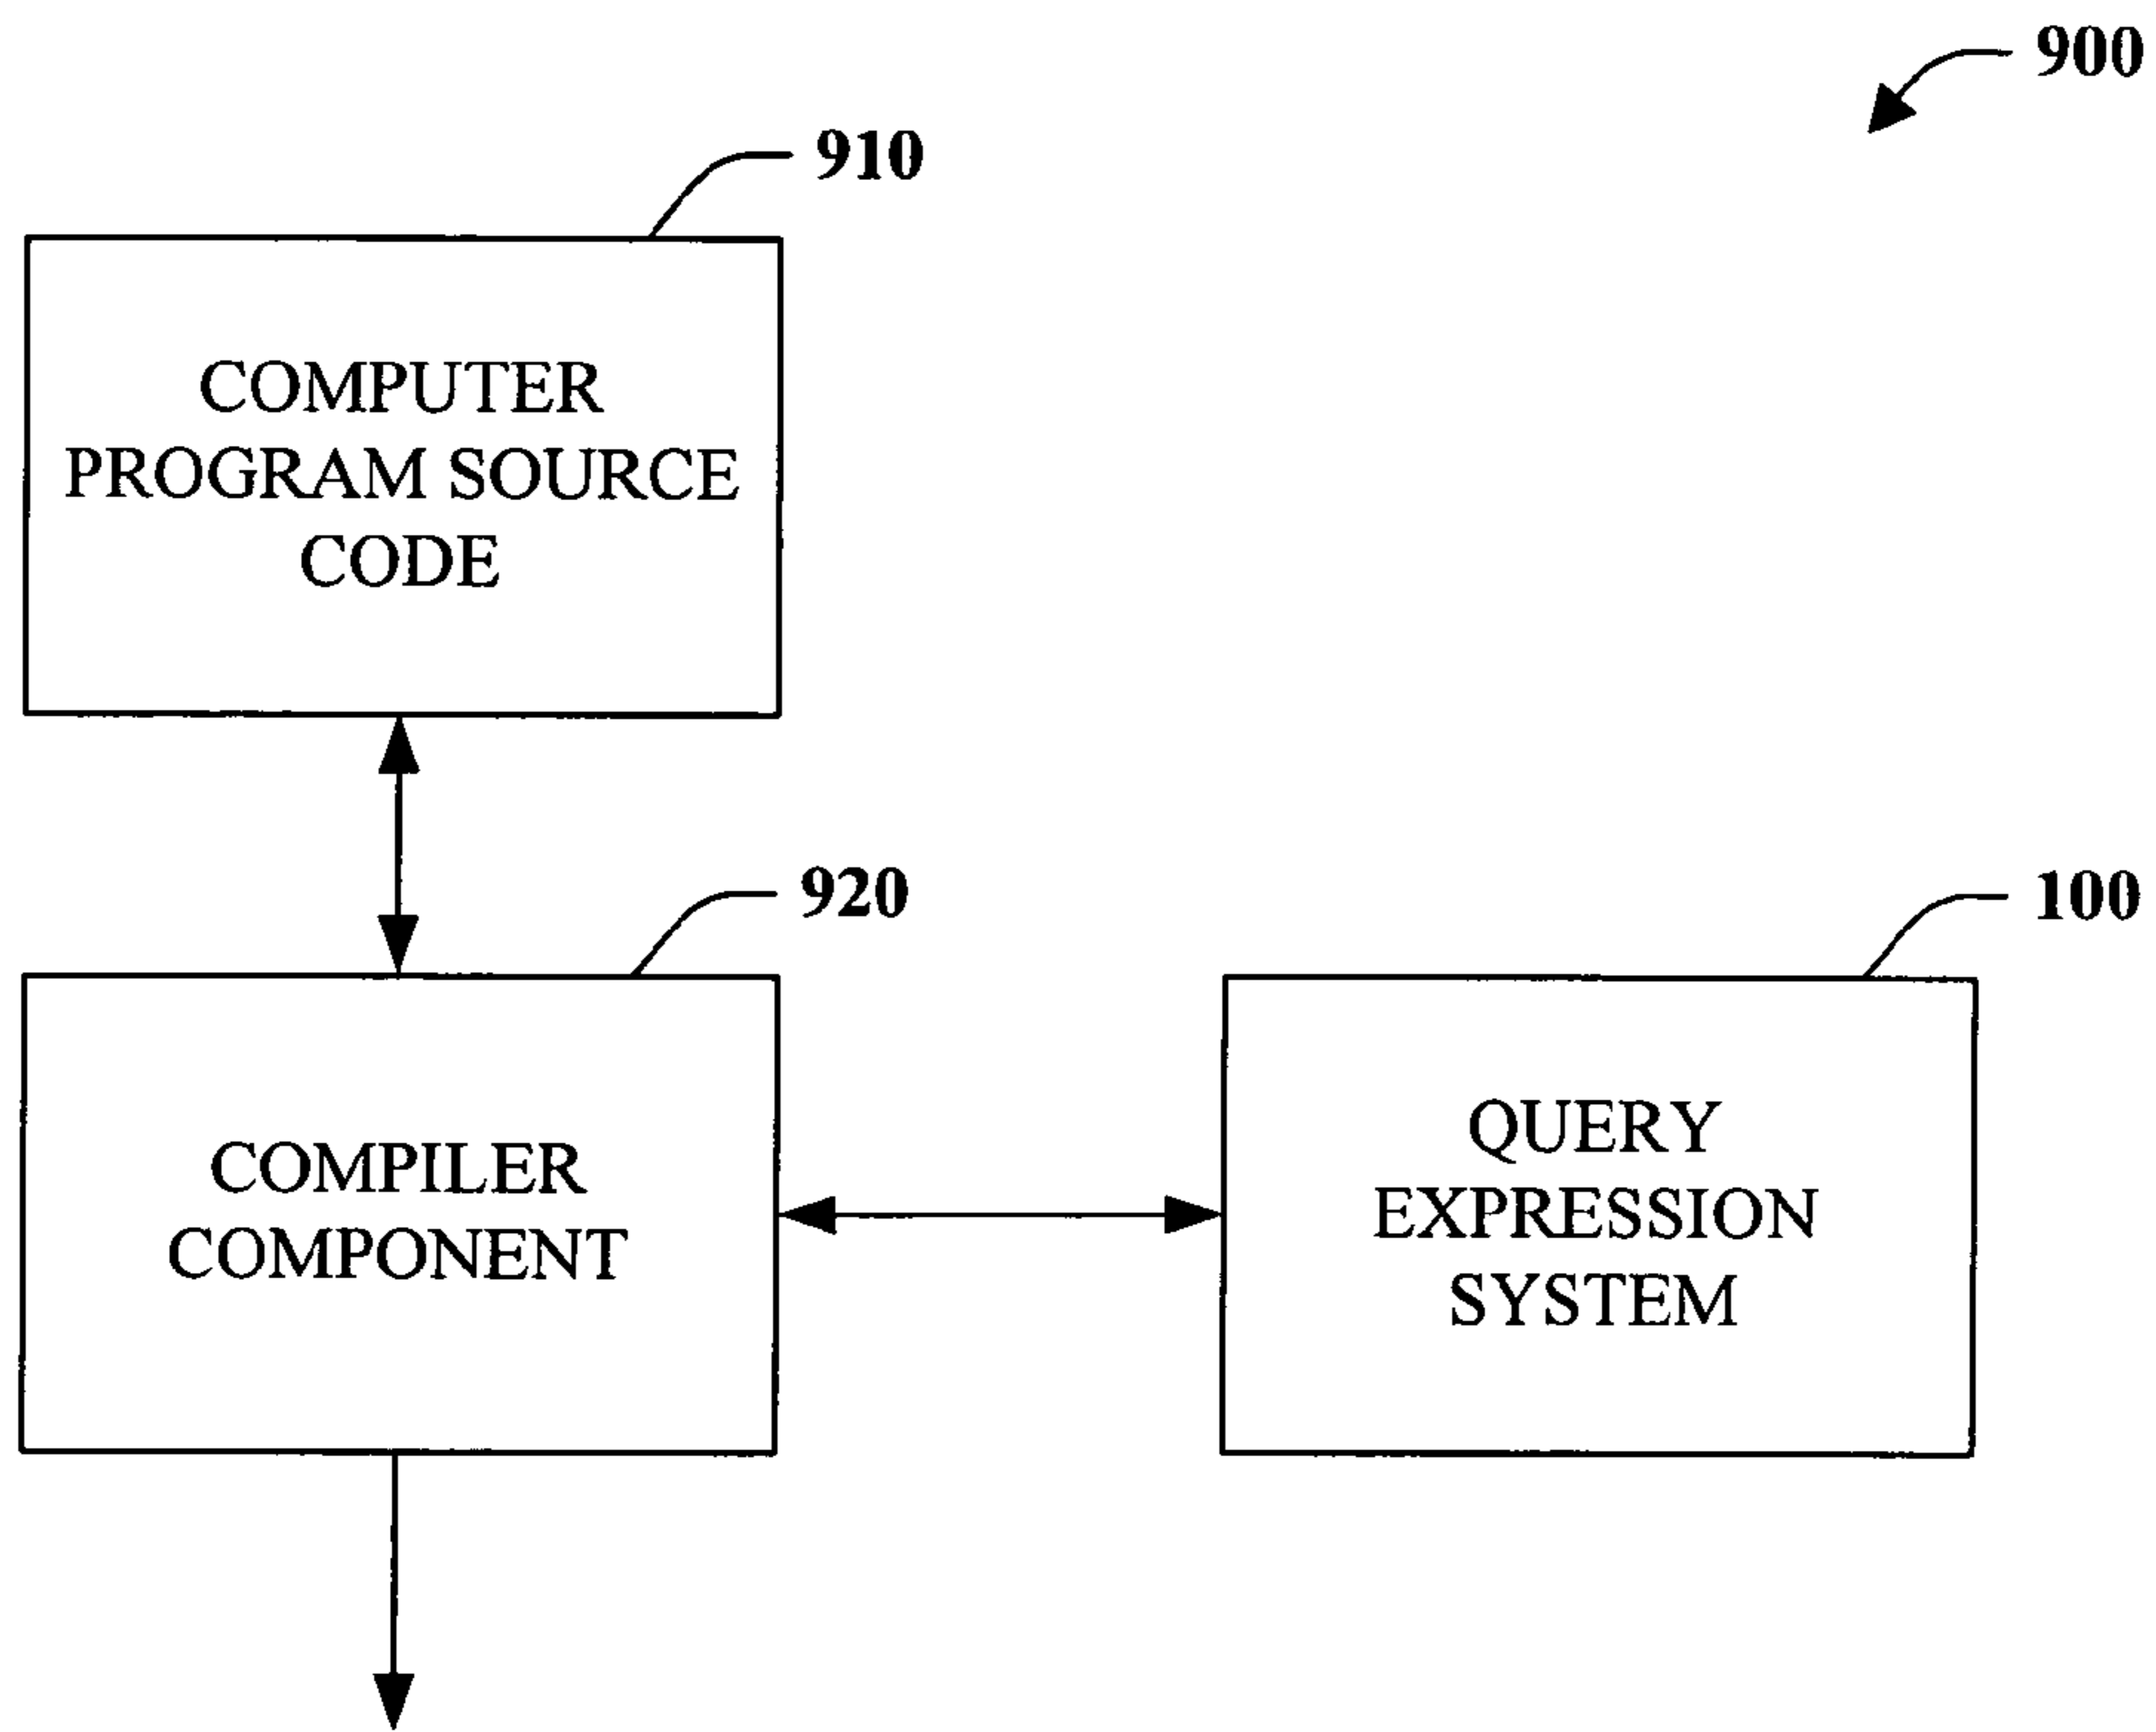 900
910
COMPUTER
PROGRAM SOURCE
CODE
920
100
COMPILER
COMPONENT
QUERY
EXPRESSION
SYSTEM